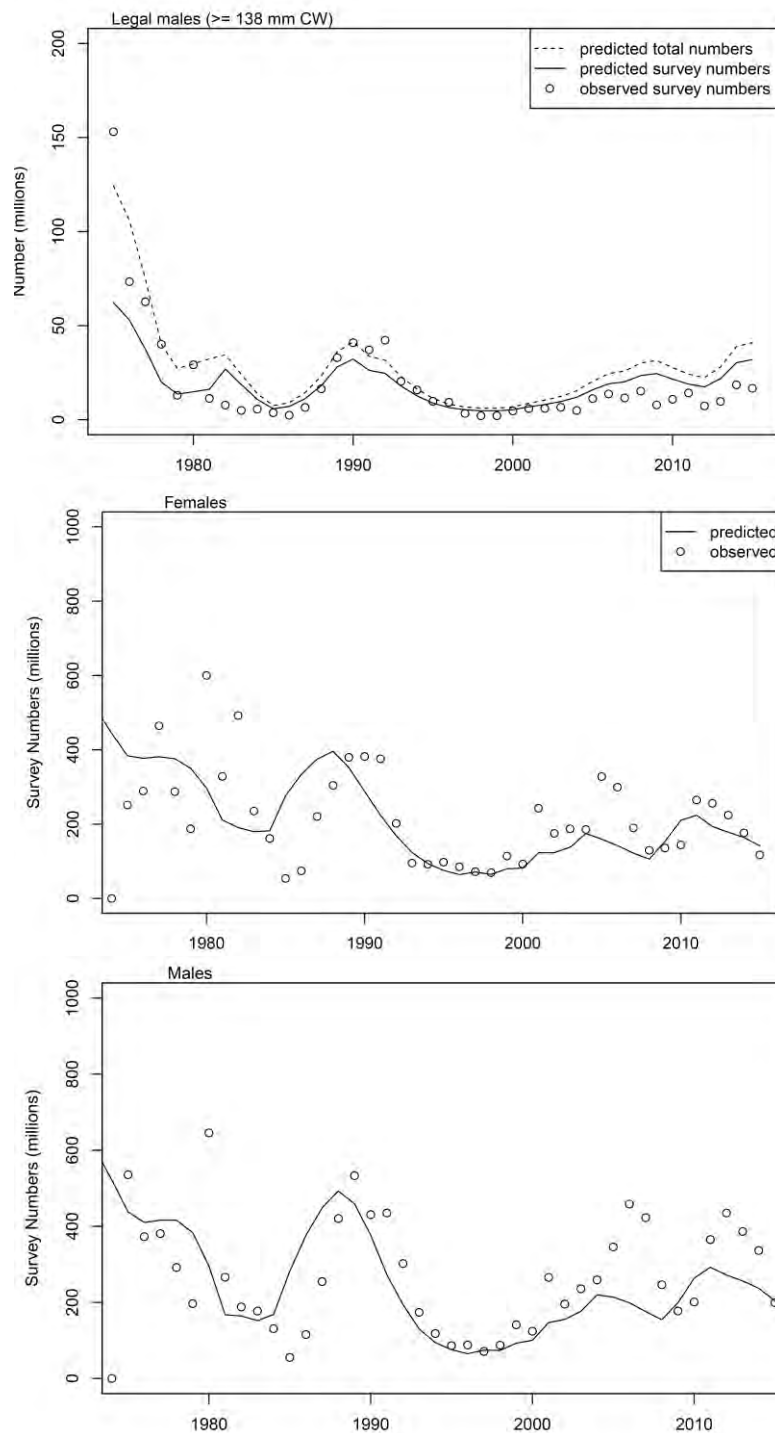 Legal males (>= 138 mm CW)
predicted total numbers
predicted survey numbers
observed survey numbers
Number (millions)
200
150
100
50
0
1980
1990
2000
2010
Females
predicted
observed
Survey Numbers (millions)
1000
800
600
400
200
0
1980
1990
2000
2010
Males
Survey Numbers (millions)
1000
800
600
400
200
0
1980
1990
2000
2010